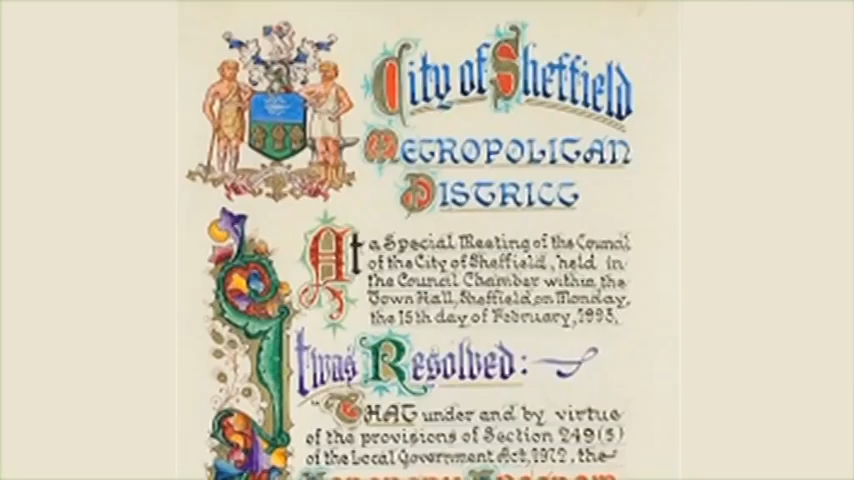 City of Sheffield
METROPOLITAN
DISTRICT
At a Special Meeting of the Council
of the City of Sheffield, held in
the Council Chamber within the
Town Hall, Sheffield, on Monday,
the 15th day of February, 1993,
It was Resolved:
THAT under and by virtue
of the provisions of Section 249(5)
of the Local Government Act, 1972, the